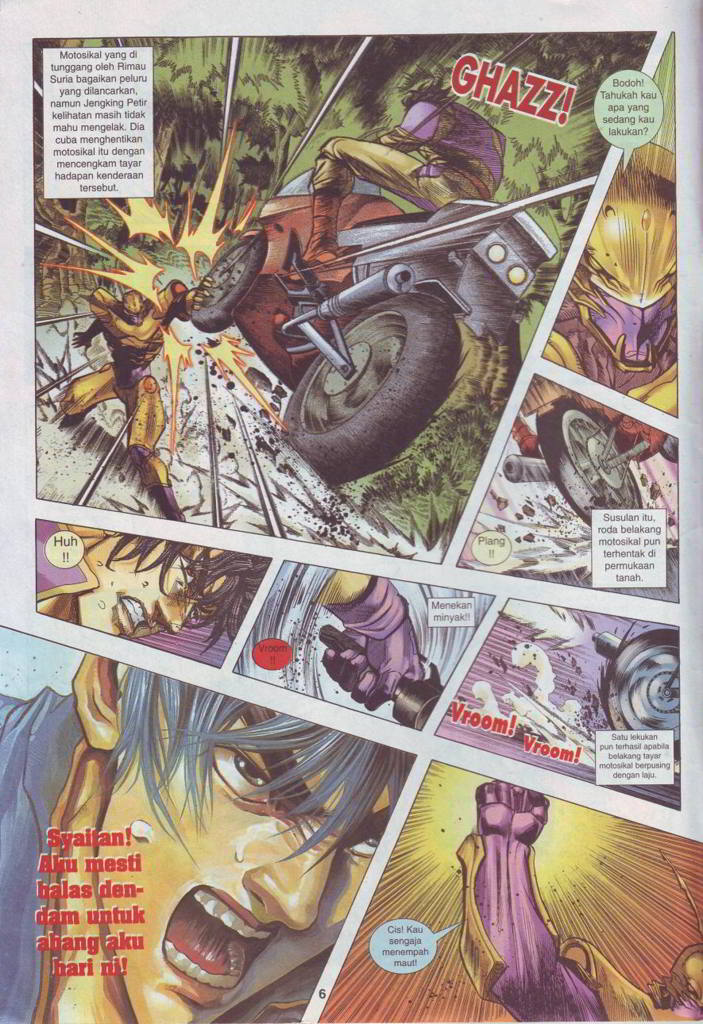 Motosikal yang di
tunggang oleh Rimau
Suria bagaikan peluru
yang dilancarkan,
namun Jengking Petir
kelihatan masih tidak
mahu mengelak. Dia
cuba menghentikan
motosikal itu dengan
mencengkam tayar
hadapan kenderaan
tersebut.
GHAZZ!
Bodoh!
Tahukah kau
apa yang
sedang kau
lakukan?
Piang
!!
Susulan itu,
roda belakang
motosikal pun
terhentak di
permukaan
tanah.
Huh
!!
Vroom
!!
Menekan
minyak!!
Vroom!
Vroom!
Satu lekukan
pun terhasil apabila
belakang tayar
motosikal berpusing
dengan laju.
Syaitan!
Aku mesti
balas den-
dam untuk
abang aku
hari ni!
Cis! Kau
sengaja
menempah
maut!
6